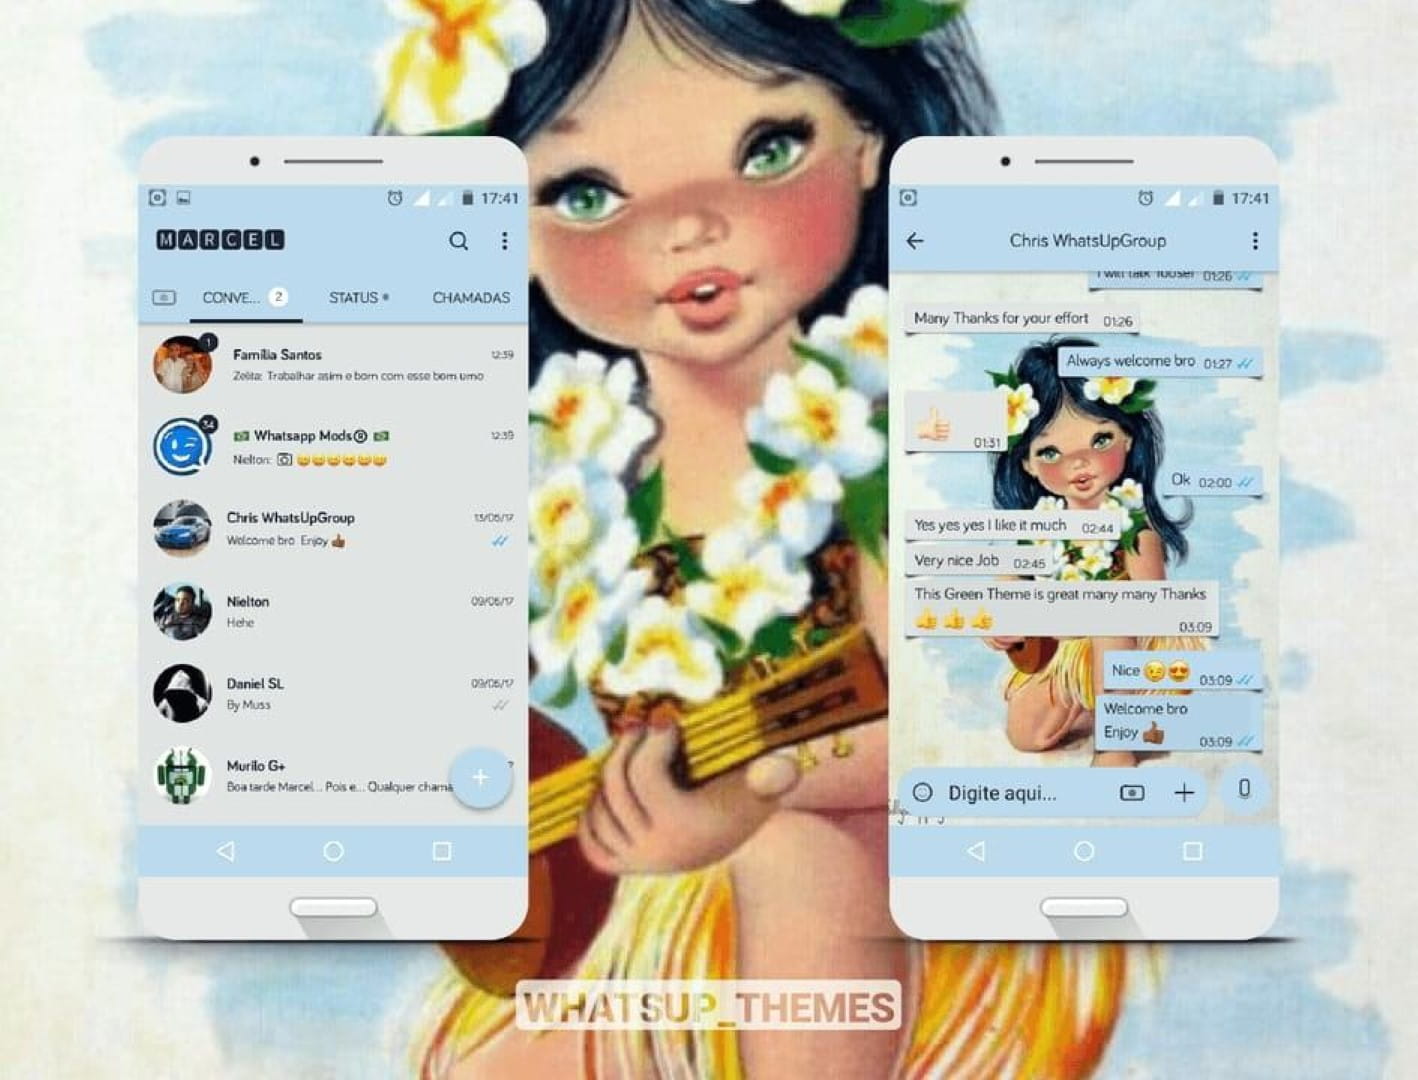 17:41
MARCEL
CONVE... 2
STATUS
CHAMADAS
1
Família Santos 12:39
Zelita: Trabalhar asim e bom com esse bom umo
34
Whatsapp Mods® 12:39
Nielton: 📷 😄😄😄😄😄😄
Chris WhatsUpGroup 13/05/17
Welcome bro Enjoy 👍🏾
Nielton 09/05/17
Hehe
Daniel SL 09/05/17
By Muss
Murilo G+
Boa tarde Marcel... Pois e... Qualquer chama
17:41
Chris WhatsUpGroup
I will talk 01:26
Many Thanks for your effort 01:26
Always welcome bro 01:27
👍🏻 01:31
Ok 02:00
Yes yes yes I like it much 02:44
Very nice Job 02:45
This Green Theme is great many many Thanks
👍👍👍 03:09
Nice 😉😍 03:09
Welcome bro
Enjoy 👍🏾 03:09
Digite aqui...
WHATSUP_THEMES